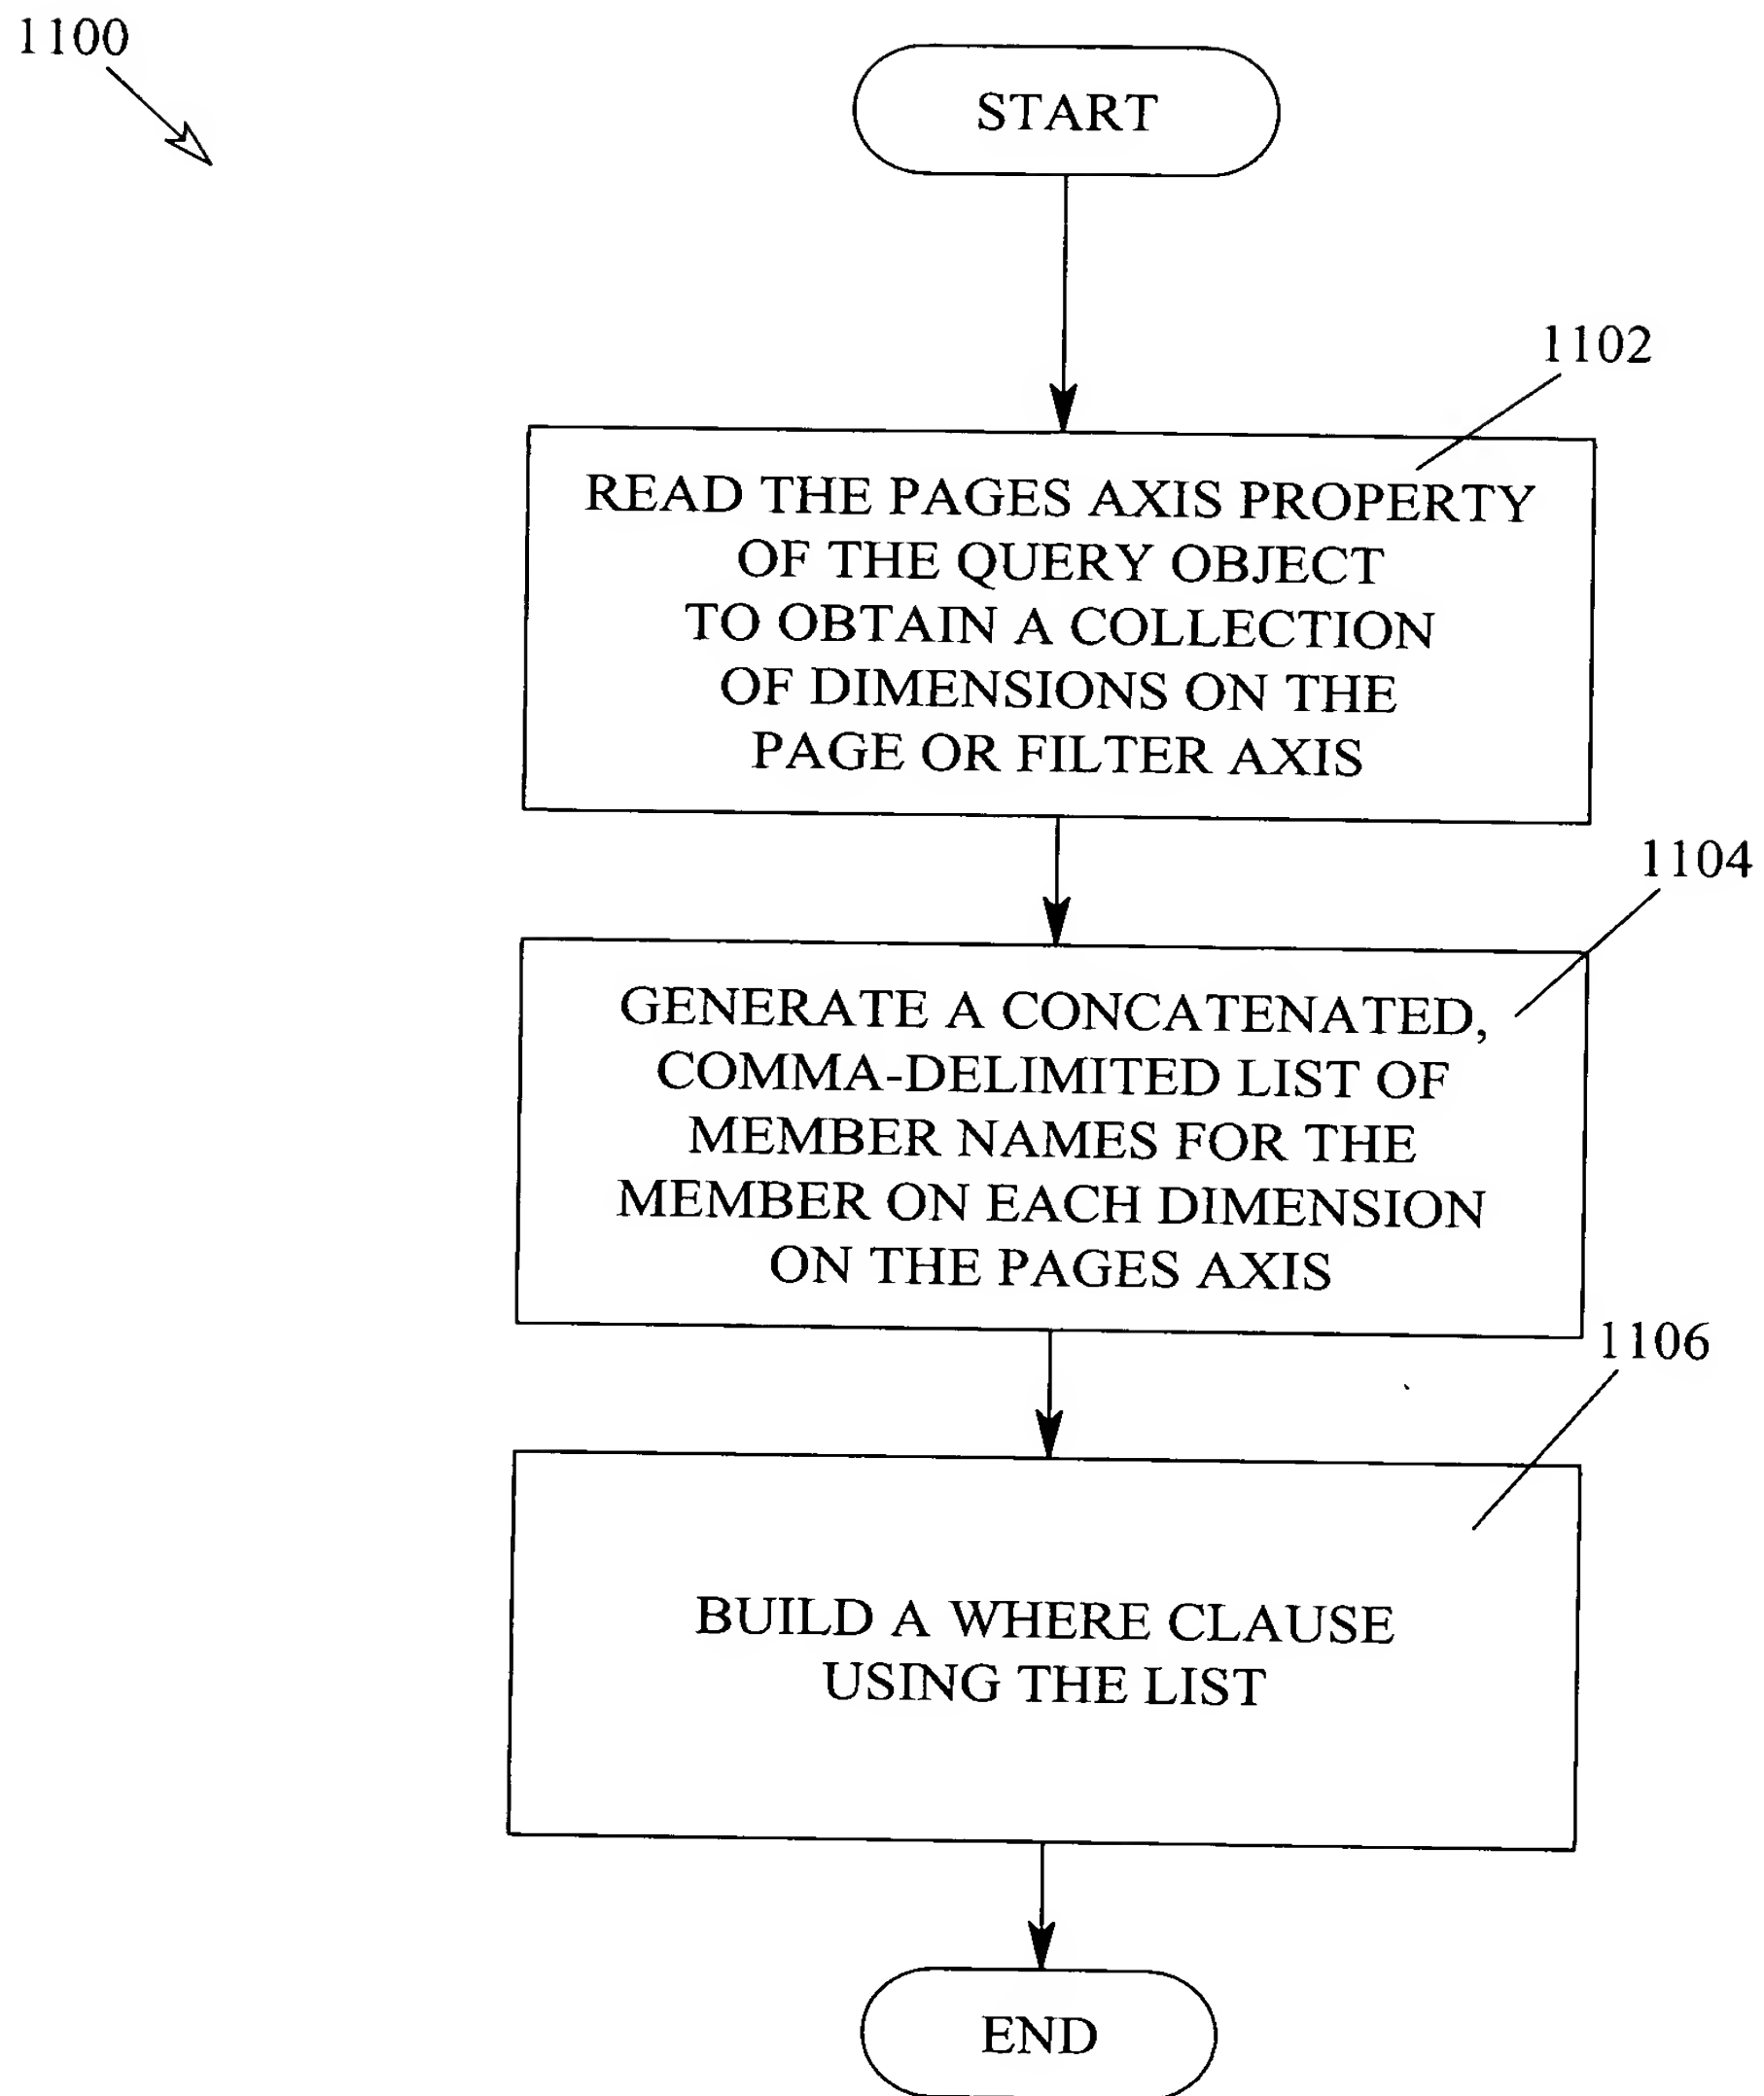 1100
START
1102
READ THE PAGES AXIS PROPERTY
OF THE QUERY OBJECT
TO OBTAIN A COLLECTION
OF DIMENSIONS ON THE
PAGE OR FILTER AXIS
1104
GENERATE A CONCATENATED,
COMMA-DELIMITED LIST OF
MEMBER NAMES FOR THE
MEMBER ON EACH DIMENSION
ON THE PAGES AXIS
1106
BUILD A WHERE CLAUSE
USING THE LIST
END